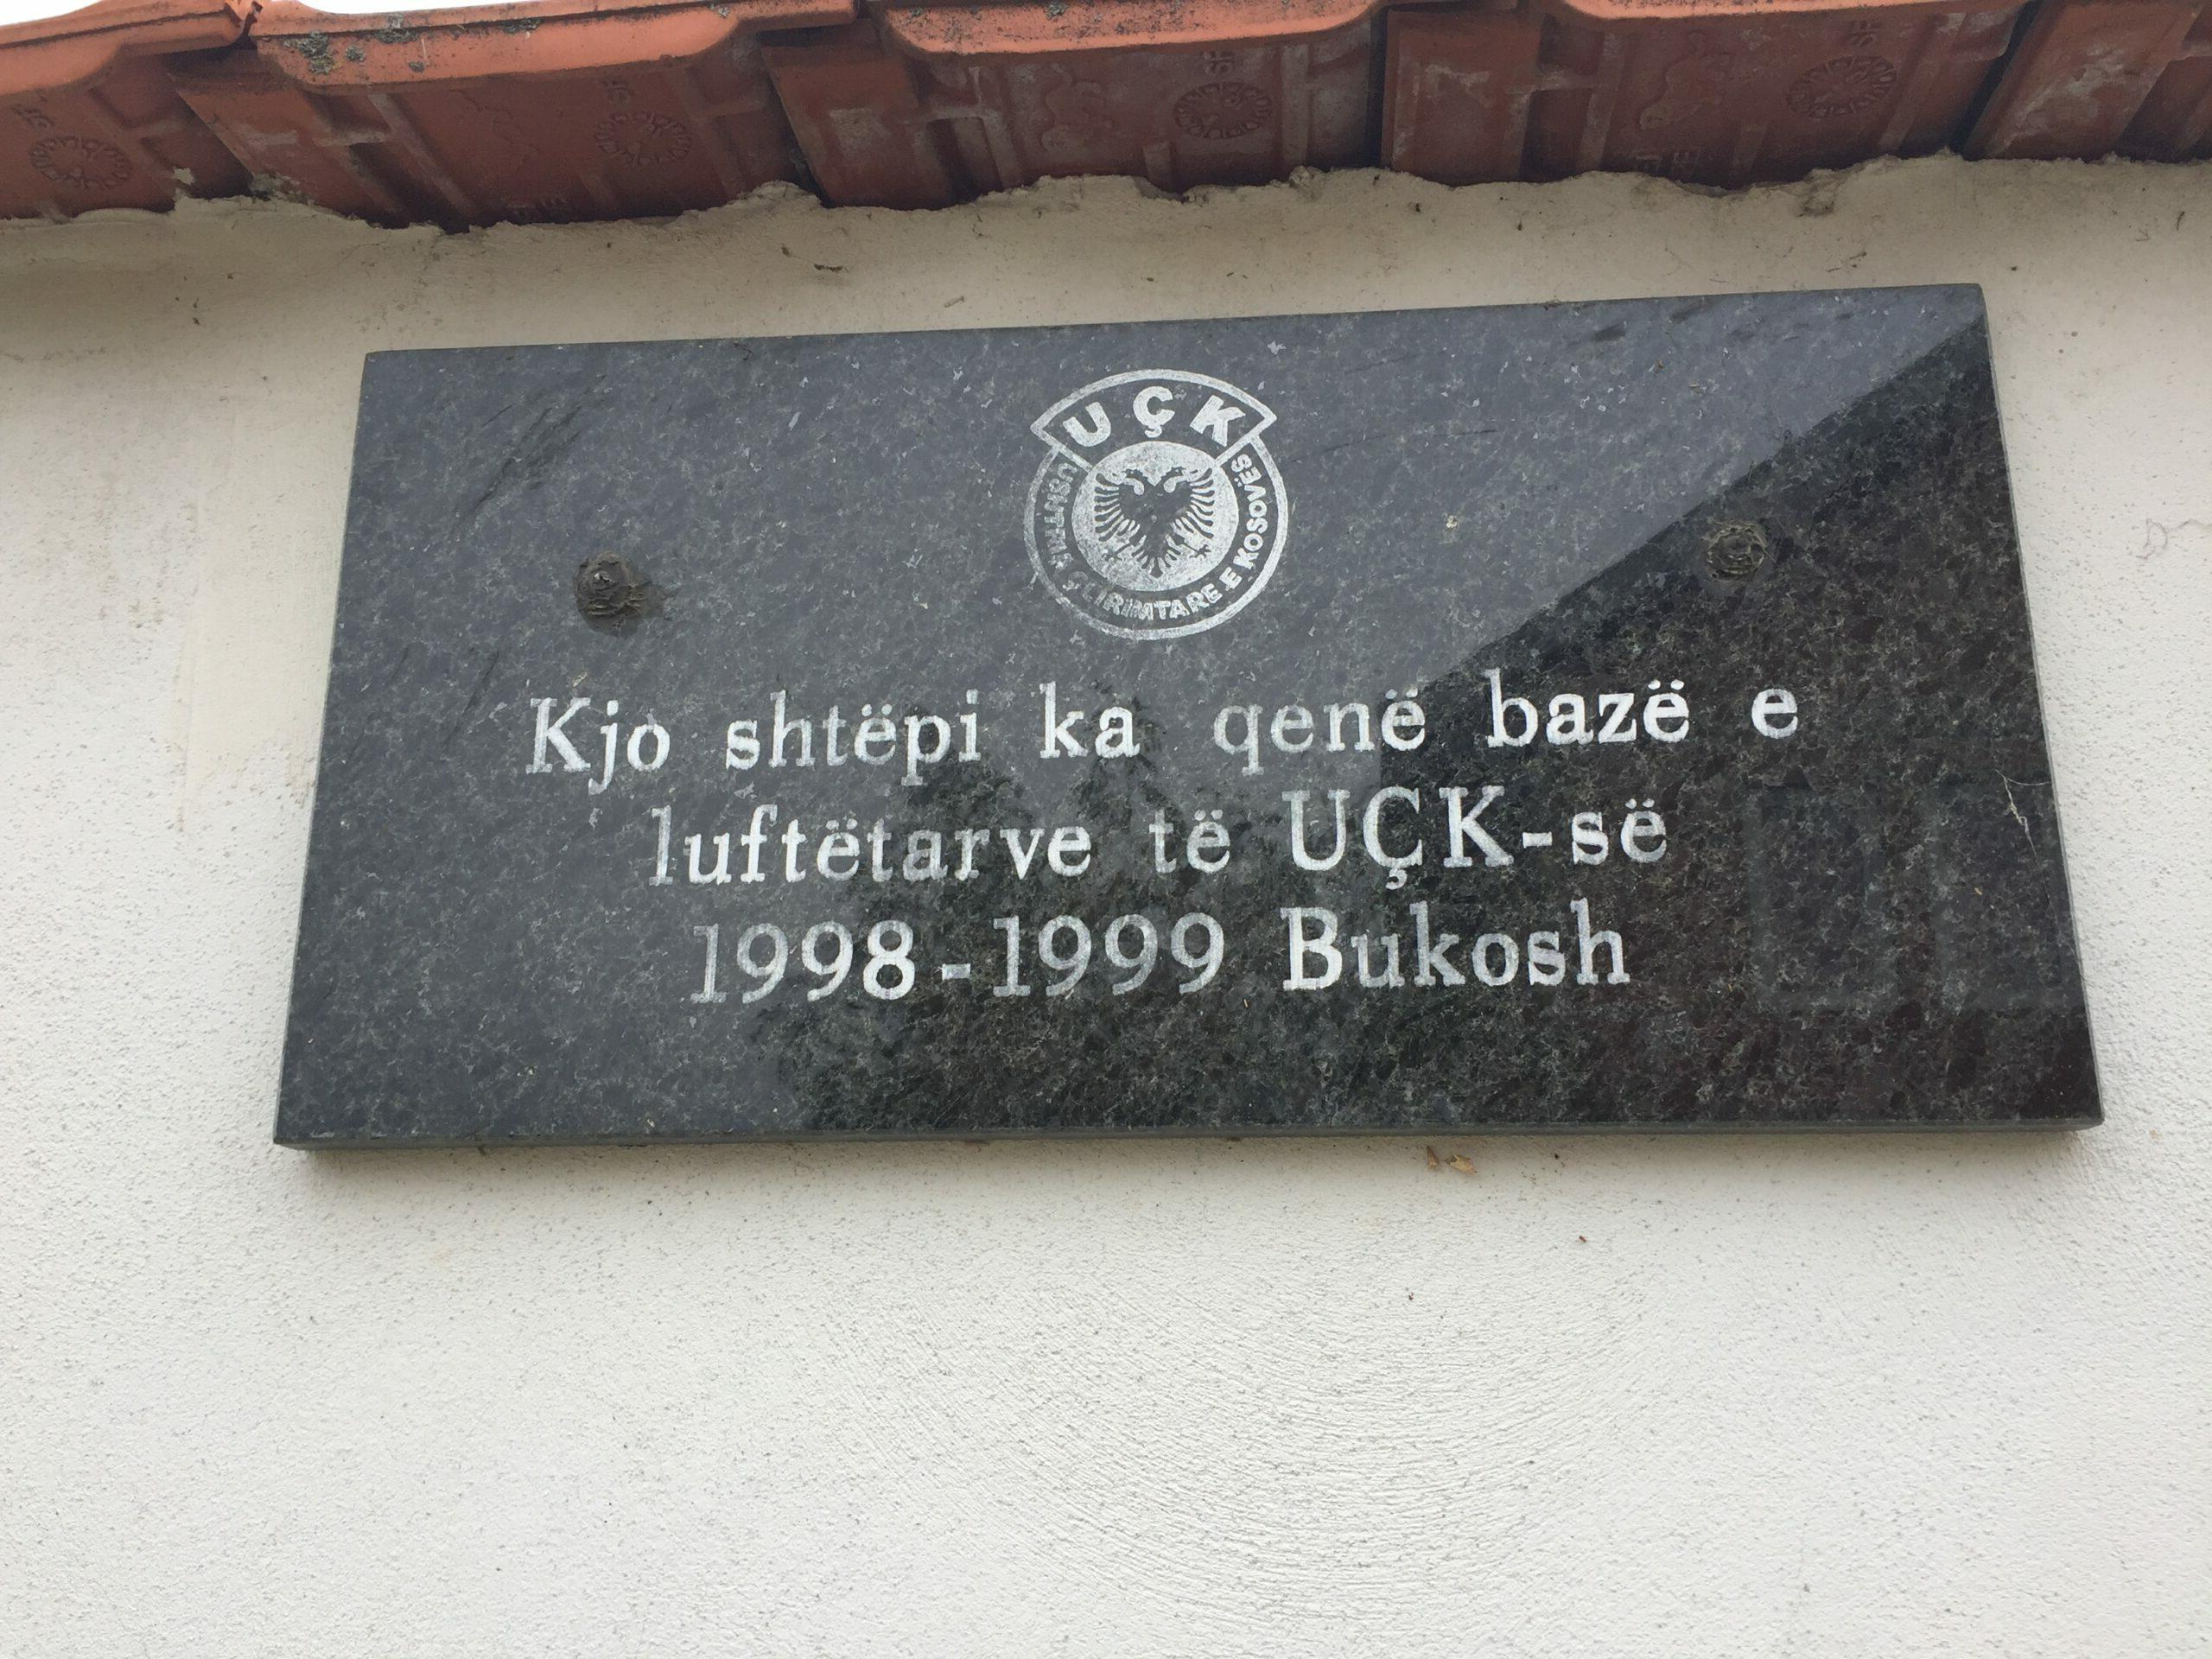 UÇK
USHTRIA ÇLIRIMTARE E KOSOVËS
Kjo shtëpi ka qenë bazë e
luftëtarve të UÇK-së
1998-1999 Bukosh